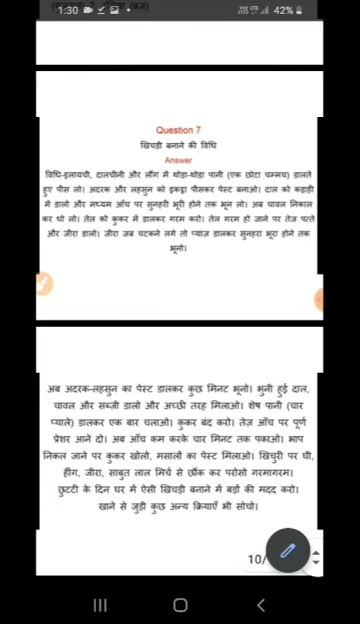 1:30
42%
Question 7
खिचड़ी बनाने की विधि
Answer
विधि-इलायची, दालचीनी और लौंग में थोड़ा-थोड़ा पानी (एक छोटा चम्मच) डालते
हुए पीस लो। अदरक और लहसुन को इकट्ठा पीसकर पेस्ट बनाओ। दाल को कड़ाही
में डालो और मध्यम आँच पर सुनहरी भूरी होने तक भून लो। अब चावल निकाल
कर धो लो। तेल को कुकर में डालकर गरम करो। तेल गरम हो जाने पर तेज पत्ते
और जीरा डालो। जीरा जब चटकने लगे तो प्याज़ डालकर सुनहरा भूरा होने तक
भूनो।
अब अदरक-लहसुन का पेस्ट डालकर कुछ मिनट भूनो। भुनी हुई दाल,
चावल और सब्ज़ी डालो और अच्छी तरह मिलाओ। शेष पानी (चार
प्याले) डालकर एक बार चलाओ। कुकर बंद करो। तेज़ आँच पर पूर्ण
प्रेशर आने दो। अब आँच कम करके चार मिनट तक पकाओ। भाप
निकल जाने पर कुकर खोलो, मसालों का पेस्ट मिलाओ। खिचुरी पर घी,
हींग, जीरा, साबुत लाल मिर्च से छौंक कर परोसो गरमागरम।
छुटटी के दिन घर में ऐसी खिचड़ी बनाने में बड़ों की मदद करो।
खाने से जुड़ी कुछ अन्य क्रियाएँ भी सोचो।
10/